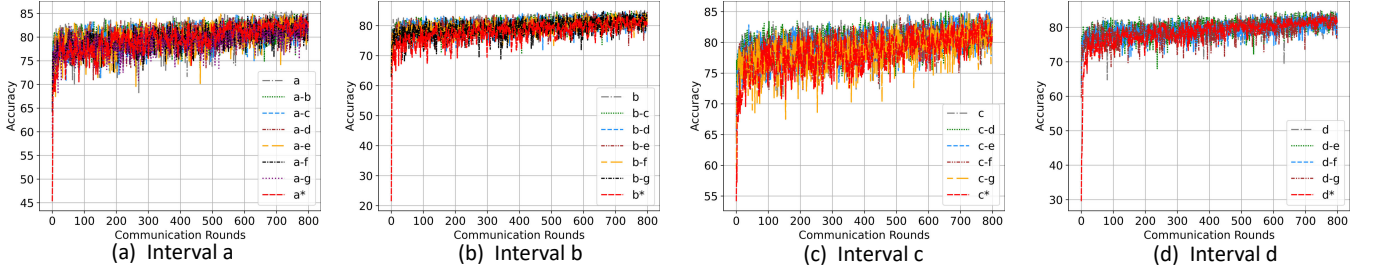 85
80
75
70
65
60
55
50
45
Accuracy
0 100 200 300 400 500 600 700 800
Communication Rounds
a
a-b
a-c
a-d
a-e
a-f
a-g
a*
(a) Interval a
80
70
60
50
40
30
20
Accuracy
0 100 200 300 400 500 600 700 800
Communication Rounds
b
b-c
b-d
b-e
b-f
b-g
b*
(b) Interval b
85
80
75
70
65
60
55
Accuracy
0 100 200 300 400 500 600 700 800
Communication Rounds
c
c-d
c-e
c-f
c-g
c*
(c) Interval c
80
70
60
50
40
30
Accuracy
0 100 200 300 400 500 600 700 800
Communication Rounds
d
d-e
d-f
d-g
d*
(d) Interval d